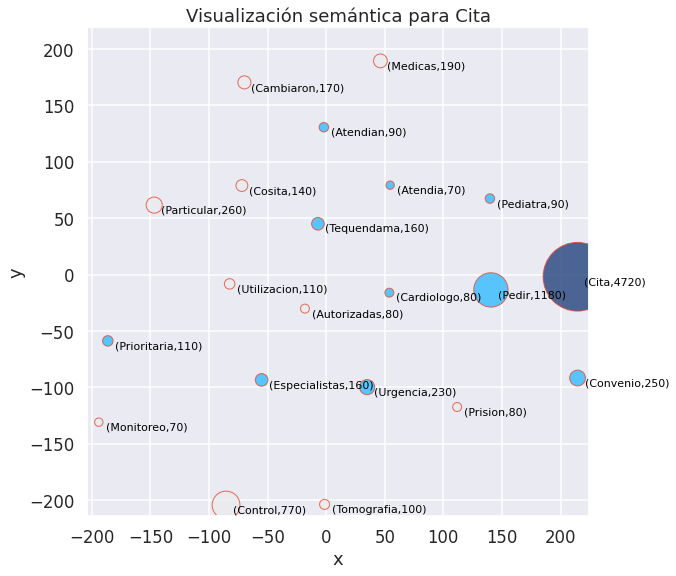 Visualización semántica para Cita
200
(Medicas,190)
(Cambiaron,170)
150
(Atendian,90)
100
(Cosita,140)
(Atendia,70)
(Pediatra,90)
(Particular,260)
50
(Tequendama,160)
y
0
(Cita,4720)
(Utilizacion,110)
(Cardiologo,80)
(Pedir,1180)
(Autorizadas,80)
−50
(Prioritaria,110)
(Especialistas,160)
(Urgencia,230)
(Convenio,250)
−100
(Prision,80)
(Monitoreo,70)
−150
−200
(Control,770)
(Tomografia,100)
−200 −150 −100 −50 0 50 100 150 200
x